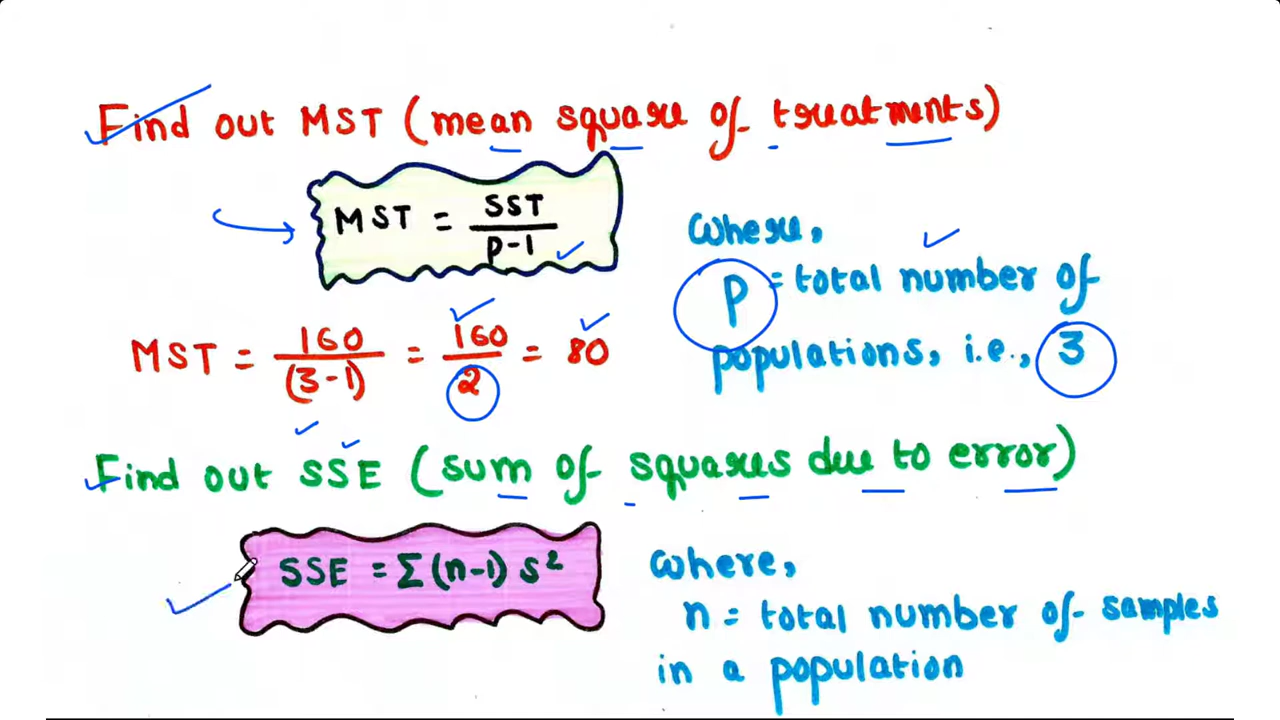 Find out MST (mean square of treatments)
MST = SST / p-1
where,
p = total number of
populations, i.e., 3
MST = 160 / (3-1) = 160 / 2 = 80
Find out SSE (sum of squares due to error)
SSE = Σ(n-1) s²
where,
n = total number of samples
in a population